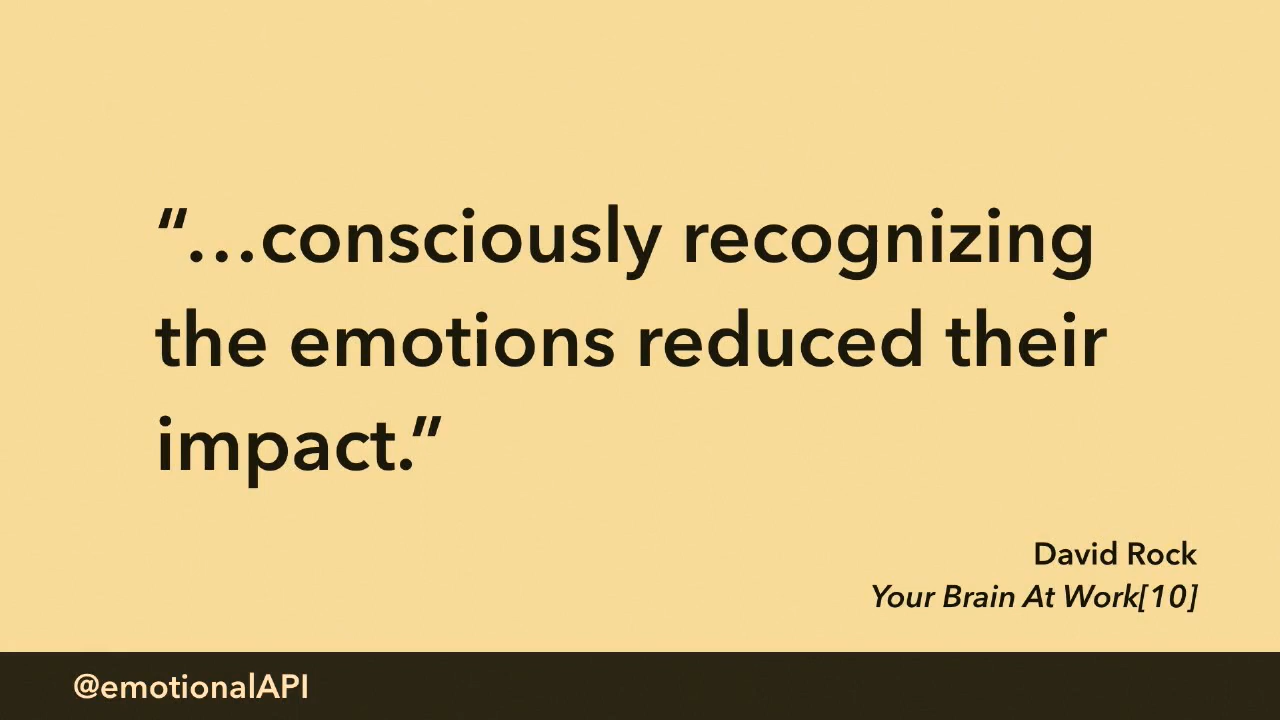 “…consciously recognizing
the emotions reduced their
impact.”
David Rock
Your Brain At Work[10]
@emotionalAPI